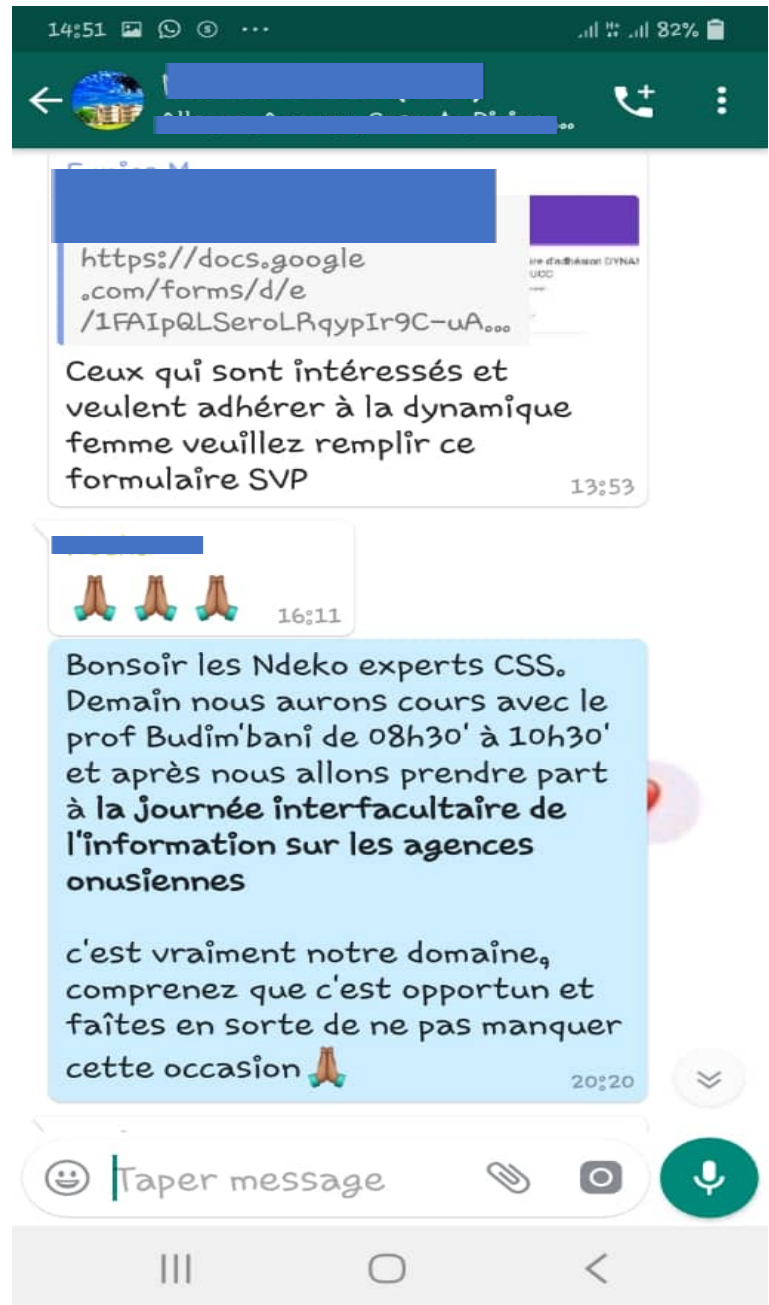 14:51
82%
https://docs.google
.com/forms/d/e
/1FAIpQLSeroLRqypIr9C-uA...
Ceux qui sont intéressés et
veulent adhérer à la dynamique
femme veuillez remplir ce
formulaire SVP
13:53
16:11
Bonsoir les Ndeko experts CSS.
Demain nous aurons cours avec le
prof Budim'bani de 08h30' à 10h30'
et après nous allons prendre part
à la journée interfacultaire de
l'information sur les agences
onusiennes
c'est vraiment notre domaine,
comprenez que c'est opportun et
faîtes en sorte de ne pas manquer
cette occasion
20:20
Taper message